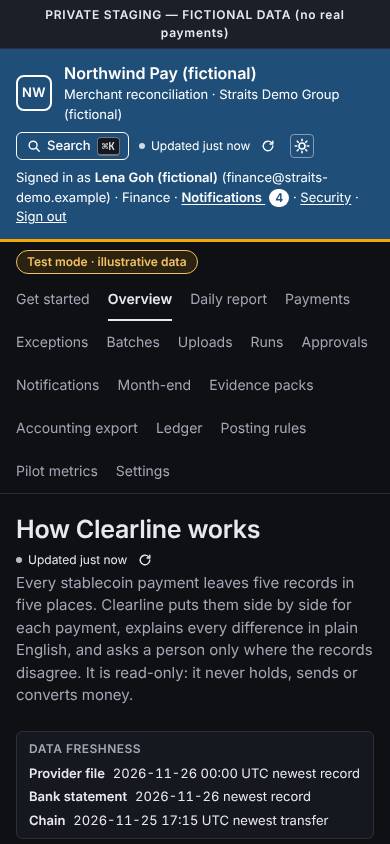 PRIVATE STAGING — FICTIONAL DATA (no real
payments)
NW
Northwind Pay (fictional)
Merchant reconciliation · Straits Demo Group
(fictional)
Search ⌘K
Updated just now
Signed in as Lena Goh (fictional) (finance@straits-
demo.example) · Finance · Notifications 4 · Security ·
Sign out
Test mode · illustrative data
Get started Overview Daily report Payments
Exceptions Batches Uploads Runs Approvals
Notifications Month-end Evidence packs
Accounting export Ledger Posting rules
Pilot metrics Settings
How Clearline works
Updated just now
Every stablecoin payment leaves five records in
five places. Clearline puts them side by side for
each payment, explains every difference in plain
English, and asks a person only where the records
disagree. It is read-only: it never holds, sends or
converts money.
DATA FRESHNESS
Provider file 2026-11-26 00:00 UTC newest record
Bank statement 2026-11-26 newest record
Chain 2026-11-25 17:15 UTC newest transfer